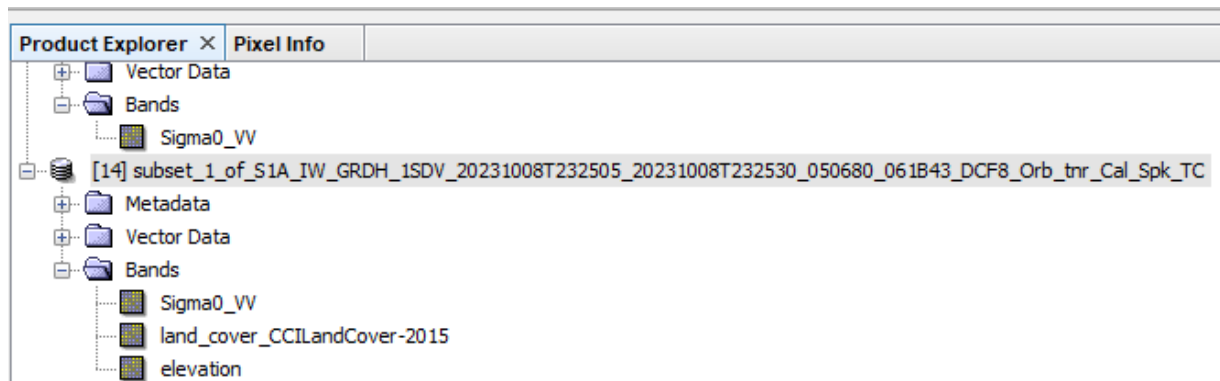 Product Explorer × Pixel Info
Vector Data
Bands
Sigma0_VV
[14] subset_1_of_S1A_IW_GRDH_1SDV_20231008T232505_20231008T232530_050680_061B43_DCF8_Orb_tnr_Cal_Spk_TC
Metadata
Vector Data
Bands
Sigma0_VV
land_cover_CCILandCover-2015
elevation